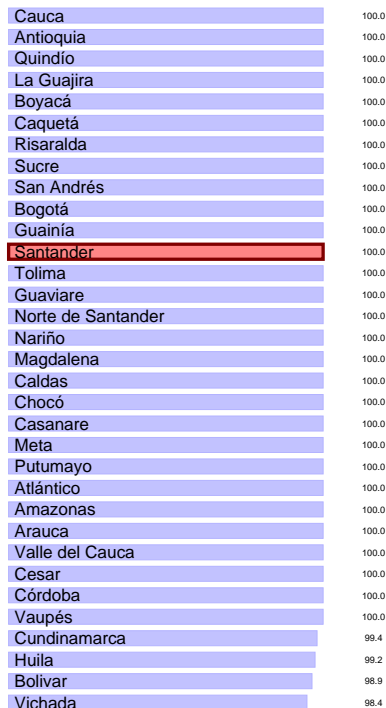 Cauca 100.0
Antioquia 100.0
Quindío 100.0
La Guajira 100.0
Boyacá 100.0
Caquetá 100.0
Risaralda 100.0
Sucre 100.0
San Andrés 100.0
Bogotá 100.0
Guainía 100.0
Santander 100.0
Tolima 100.0
Guaviare 100.0
Norte de Santander 100.0
Nariño 100.0
Magdalena 100.0
Caldas 100.0
Chocó 100.0
Casanare 100.0
Meta 100.0
Putumayo 100.0
Atlántico 100.0
Amazonas 100.0
Arauca 100.0
Valle del Cauca 100.0
Cesar 100.0
Córdoba 100.0
Vaupés 100.0
Cundinamarca 99.4
Huila 99.2
Bolivar 98.9
Vichada 98.4